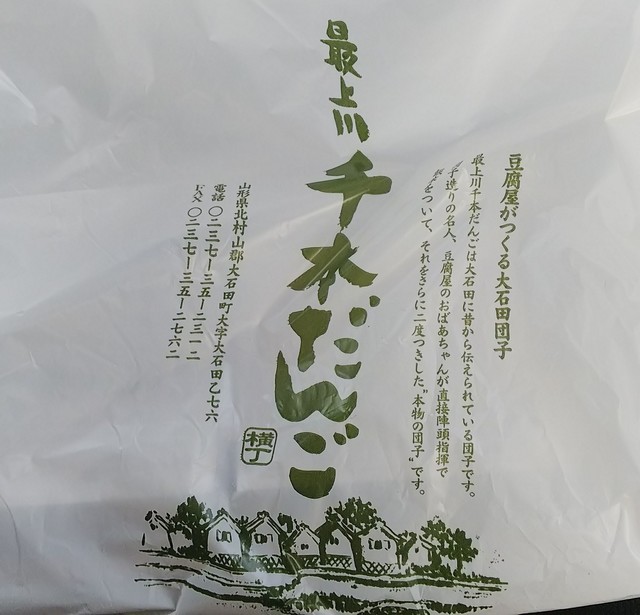 豆腐屋がつくる大石田団子
最上川千本だんごは大石田に昔から伝えられている団子です。
手造りの名人、豆腐屋のおばあちゃんが直接陣頭指揮で
をついて、それをさらに二度つきした“本物の団子”です。
最上川
千本だんご
横丁
山形県北村山郡大石田町大字大石田乙七六
電話 〇二三七ー三五ー二三一二
FAX 〇二三七ー三五ー二七六二